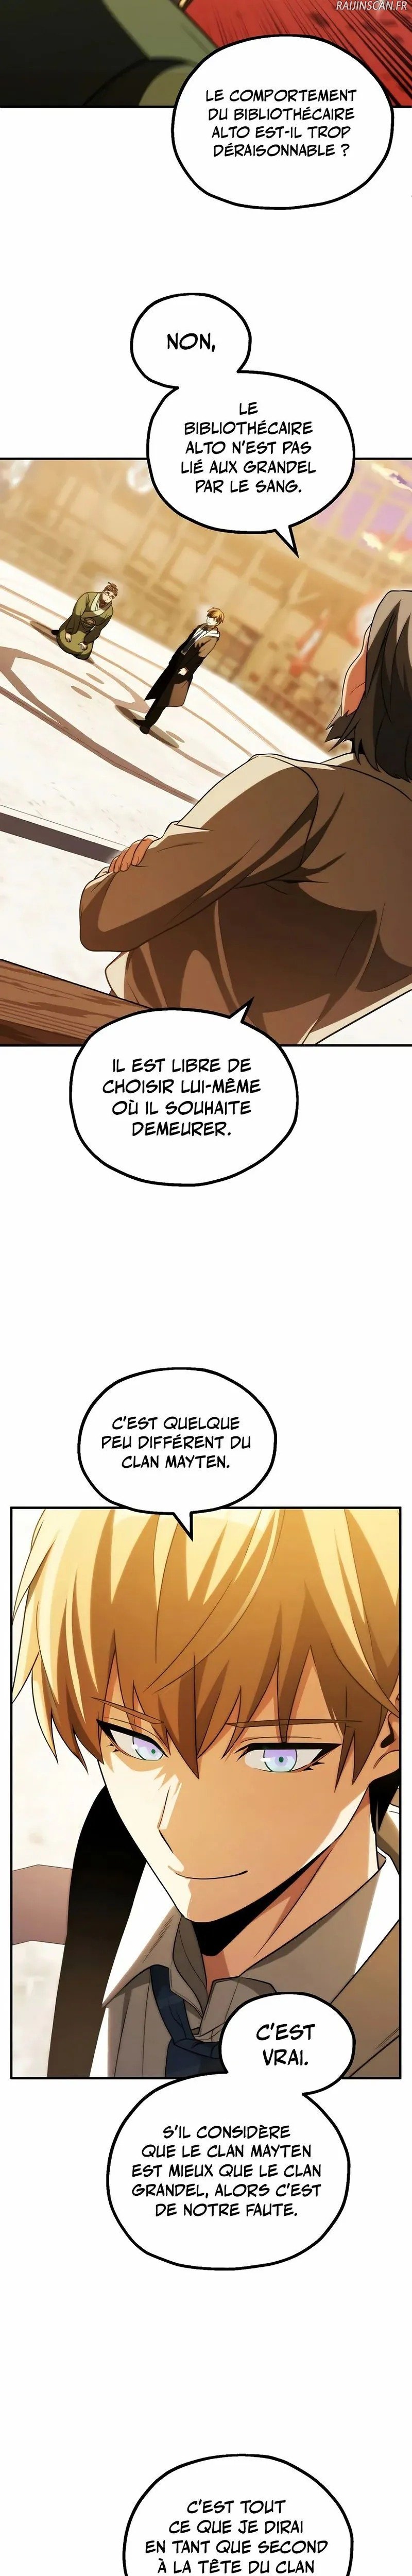 RAIJINSCAN.FR
LE COMPORTEMENT
DU BIBLIOTHÉCAIRE
ALTO EST-IL TROP
DÉRAISONNABLE ?
NON,
LE
BIBLIOTHÉCAIRE
ALTO N'EST PAS
LIÉ AUX GRANDEL
PAR LE SANG.
IL EST LIBRE DE
CHOISIR LUI-MÊME
OÙ IL SOUHAITE
DEMEURER.
C'EST QUELQUE
PEU DIFFÉRENT DU
CLAN MAYTEN.
C'EST
VRAI.
S'IL CONSIDÈRE
QUE LE CLAN MAYTEN
EST MIEUX QUE LE CLAN
GRANDEL, ALORS C'EST
DE NOTRE FAUTE.
C'EST TOUT
CE QUE JE DIRAI
EN TANT QUE SECOND
À LA TÊTE DU CLAN